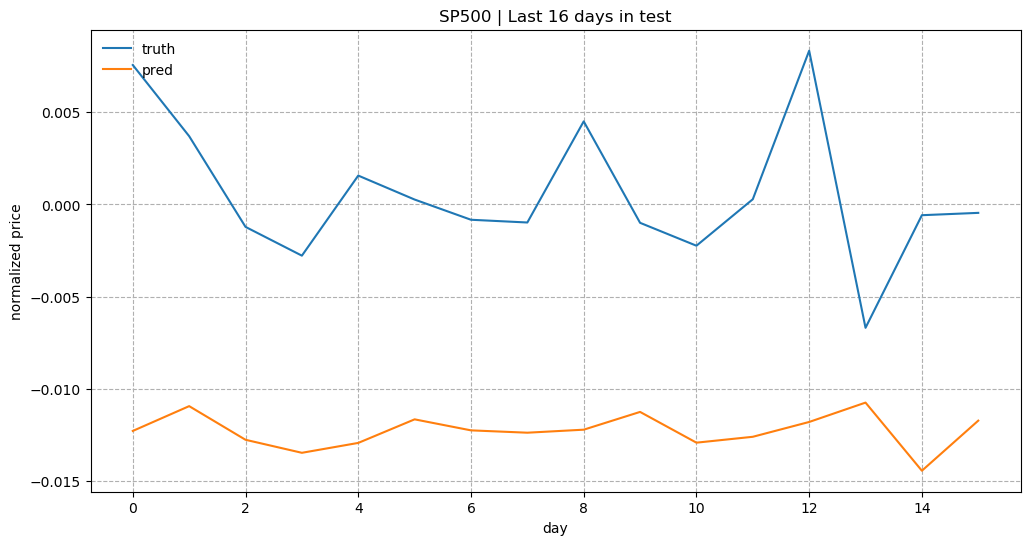 SP500 | Last 16 days in test
truth
pred
0.005
0.000
−0.005
−0.010
−0.015
normalized price
0 2 4 6 8 10 12 14
day